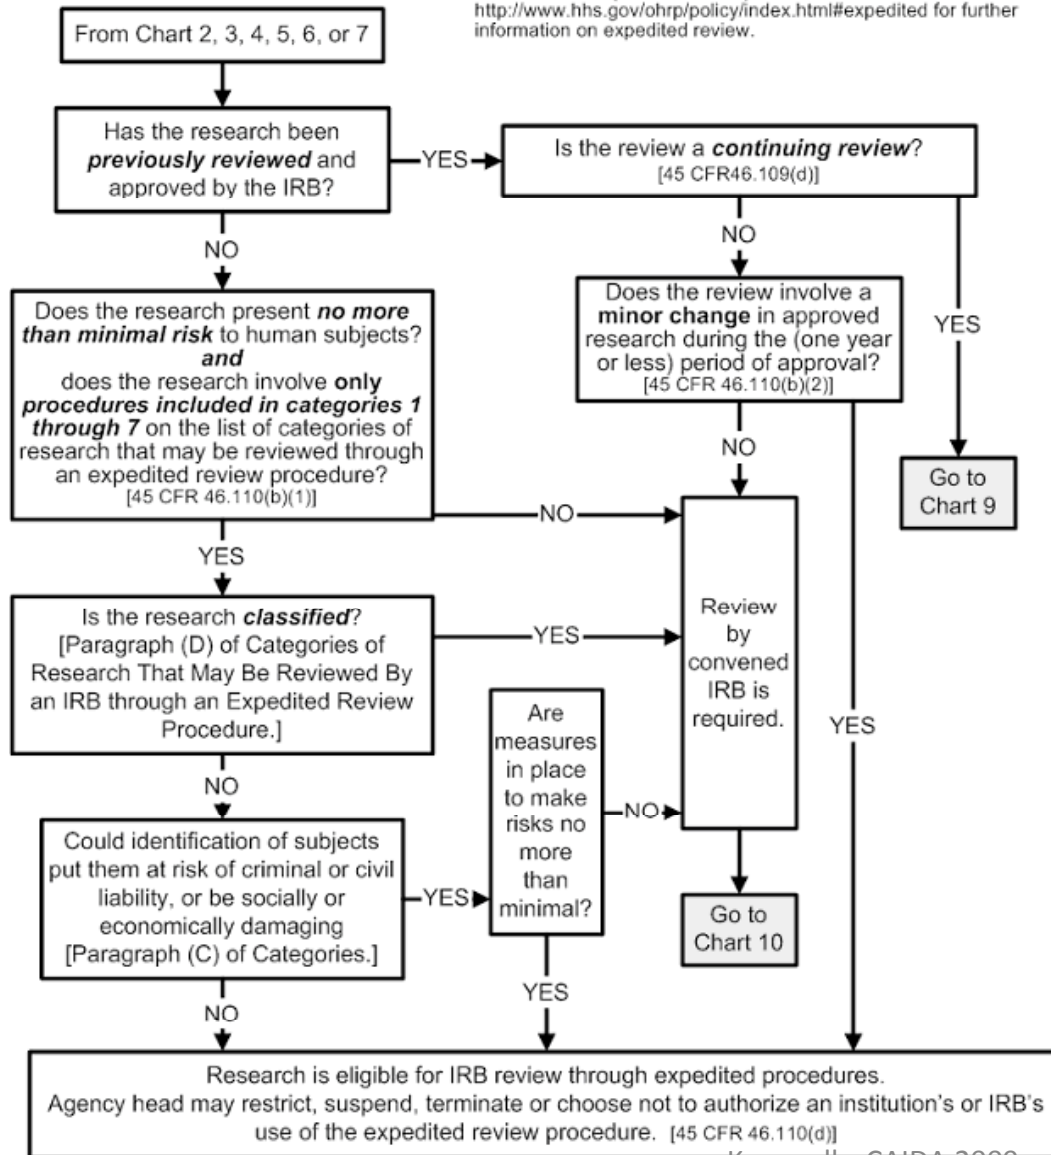 http://www.hhs.gov/ohrp/policy/index.html#expedited for further
information on expedited review.
From Chart 2, 3, 4, 5, 6, or 7
Has the research been
previously reviewed and
approved by the IRB?
YES
Is the review a continuing review?
[45 CFR46.109(d)]
NO
NO
YES
Does the research present no more
than minimal risk to human subjects?
and
does the research involve only
procedures included in categories 1
through 7 on the list of categories of
research that may be reviewed through
an expedited review procedure?
[45 CFR 46.110(b)(1)]
Does the review involve a
minor change in approved
research during the (one year
or less) period of approval?
[45 CFR 46.110(b)(2)]
NO
Go to
Chart 9
NO
YES
Is the research classified?
[Paragraph (D) of Categories of
Research That May Be Reviewed By
an IRB through an Expedited Review
Procedure.]
YES
Review
by
convened
IRB is
required.
YES
NO
Are
measures
in place
to make
risks no
more
than
minimal?
NO
Could identification of subjects
put them at risk of criminal or civil
liability, or be socially or
economically damaging
[Paragraph (C) of Categories.]
YES
Go to
Chart 10
NO
YES
Research is eligible for IRB review through expedited procedures.
Agency head may restrict, suspend, terminate or choose not to authorize an institution's or IRB's
use of the expedited review procedure. [45 CFR 46.110(d)]